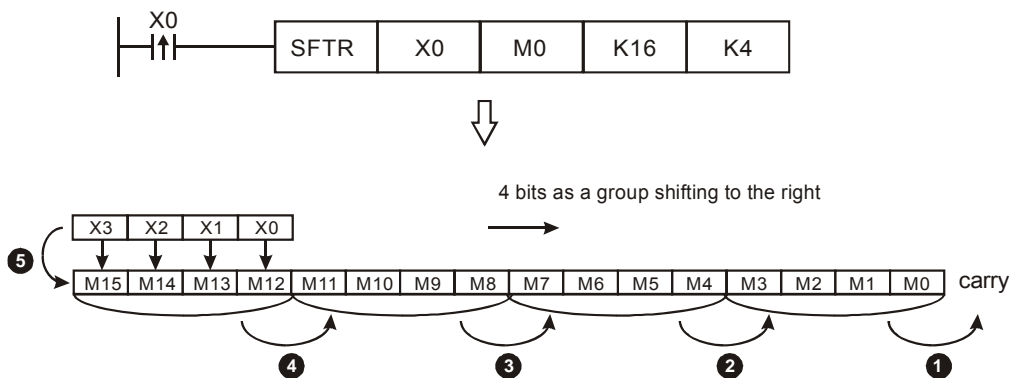 X0
SFTR X0 M0 K16 K4
4 bits as a group shifting to the right
X3 X2 X1 X0
5
M15 M14 M13 M12 M11 M10 M9 M8 M7 M6 M5 M4 M3 M2 M1 M0 carry
4 3 2 1